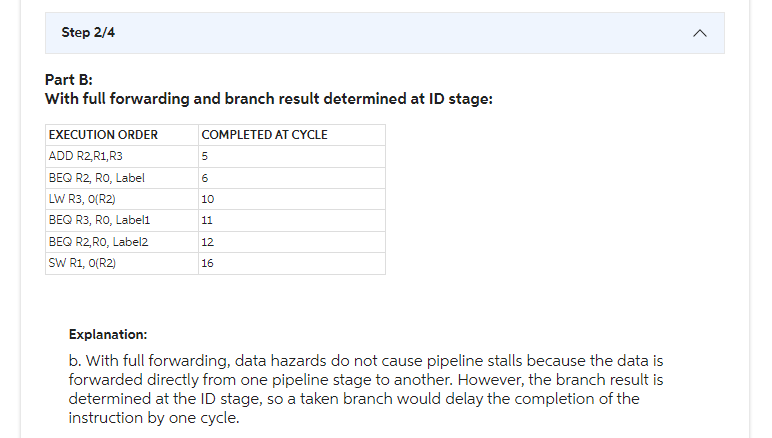 Step 2/4
Part B:
With full forwarding and branch result determined at ID stage:
EXECUTION ORDER COMPLETED AT CYCLE
ADD R2,R1,R3 5
BEQ R2, R0, Label 6
LW R3, 0(R2) 10
BEQ R3, R0, Label1 11
BEQ R2,R0, Label2 12
SW R1, 0(R2) 16
Explanation:
b. With full forwarding, data hazards do not cause pipeline stalls because the data is
forwarded directly from one pipeline stage to another. However, the branch result is
determined at the ID stage, so a taken branch would delay the completion of the
instruction by one cycle.